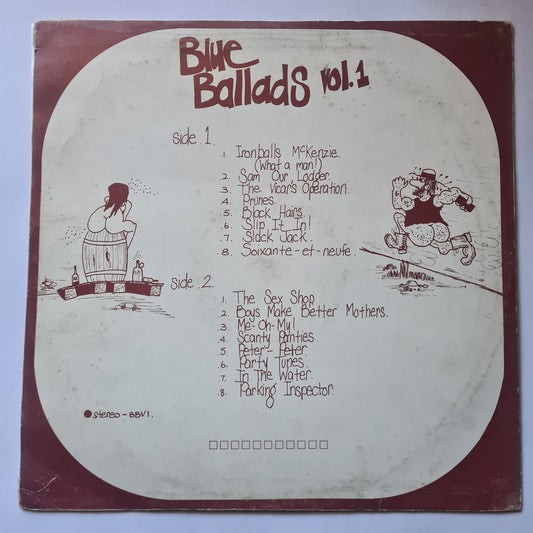 Blue
Ballads Vol.1
side 1.
1. Ironballs McKenzie.
(What a man!)
2. Sam Our Lodger.
3. The Vicar's Operation.
4. Prunes.
5. Black Hairs.
6. Slip It In!
7. Slack Jack.
8. Soixante-et-neufe.
side 2.
1. The Sex Shop
2. Boys Make Better Mothers.
3. Me-Oh-My!
4. Scanty Panties.
5. Peter-Peter.
6. Party Tunes.
7. In The Water.
8. Parking Inspector.
stereo-BBV1.